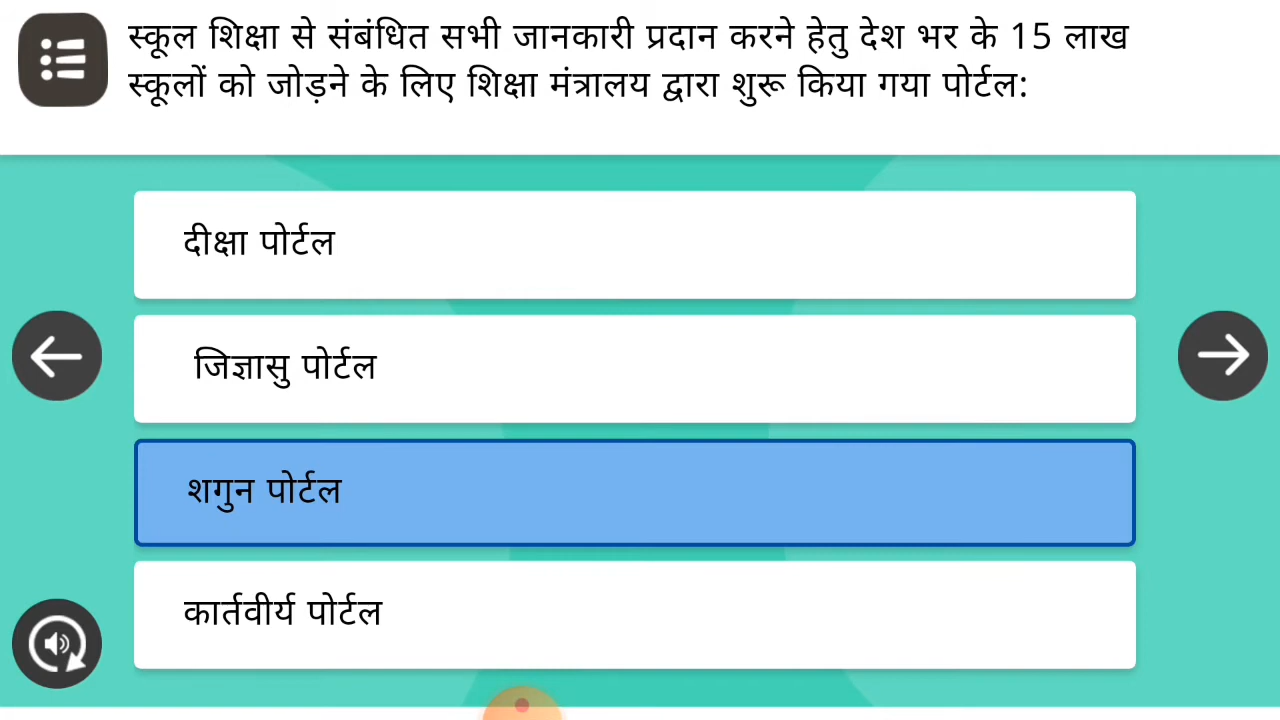 स्कूल शिक्षा से संबंधित सभी जानकारी प्रदान करने हेतु देश भर के 15 लाख
स्कूलों को जोड़ने के लिए शिक्षा मंत्रालय द्वारा शुरू किया गया पोर्टल:
दीक्षा पोर्टल
जिज्ञासु पोर्टल
शगुन पोर्टल
कार्तवीर्य पोर्टल